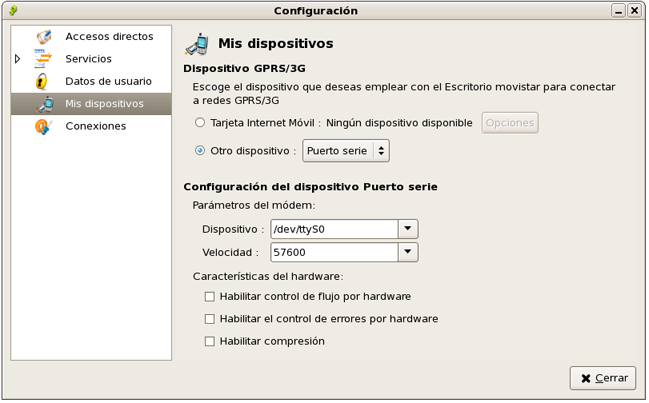 Configuración
Accesos directos
Servicios
Datos de usuario
Mis dispositivos
Conexiones
Mis dispositivos
Dispositivo GPRS/3G
Escoge el dispositivo que deseas emplear con el Escritorio movistar para conectar
a redes GPRS/3G
Tarjeta Internet Móvil : Ningún dispositivo disponible Opciones
Otro dispositivo : Puerto serie
Configuración del dispositivo Puerto serie
Parámetros del módem:
Dispositivo : /dev/ttyS0
Velocidad : 57600
Características del hardware:
Habilitar control de flujo por hardware
Habilitar el control de errores por hardware
Habilitar compresión
Cerrar